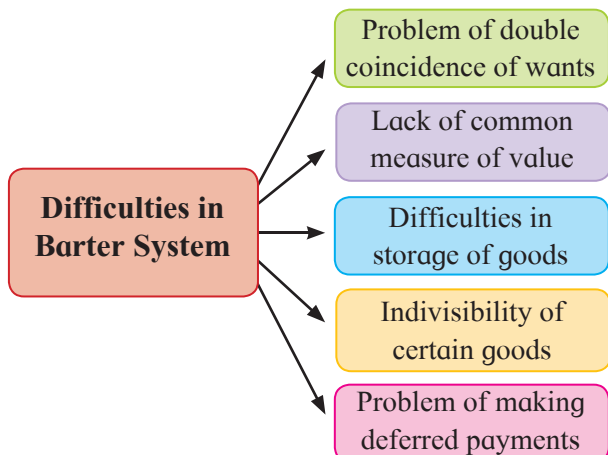 Problem of double
coincidence of wants
Lack of common
measure of value
Difficulties in
Barter System
Difficulties in
storage of goods
Indivisibility of
certain goods
Problem of making
deferred payments